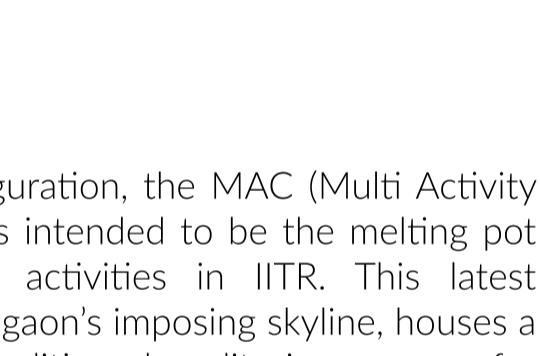 guration, the MAC (Multi Activity
s intended to be the melting pot
activities in IITR. This latest
gaon's imposing skyline, houses a